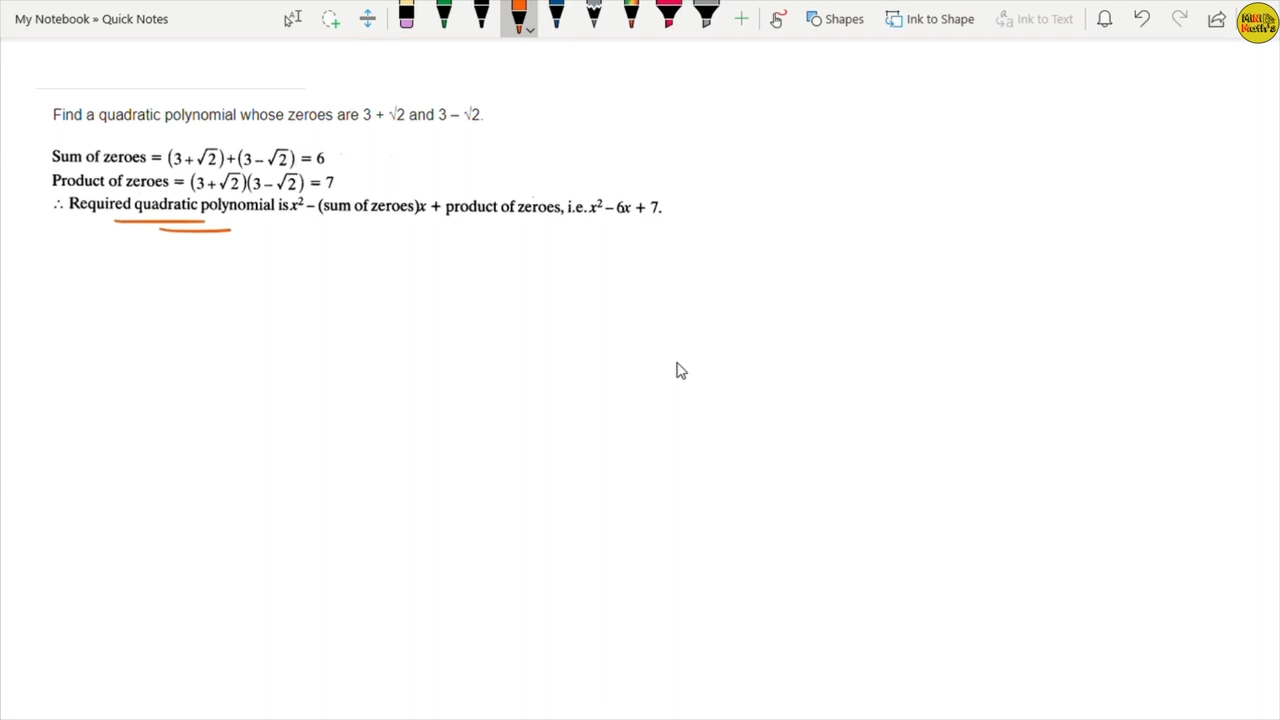 My Notebook » Quick Notes
Shapes
Ink to Shape
Ink to Text
Find a quadratic polynomial whose zeroes are 3 + √2 and 3 – √2.
Sum of zeroes = (3+√2)+(3–√2) = 6
Product of zeroes = (3+√2)(3–√2) = 7
∴ Required quadratic polynomial is x² – (sum of zeroes)x + product of zeroes, i.e. x² – 6x + 7.